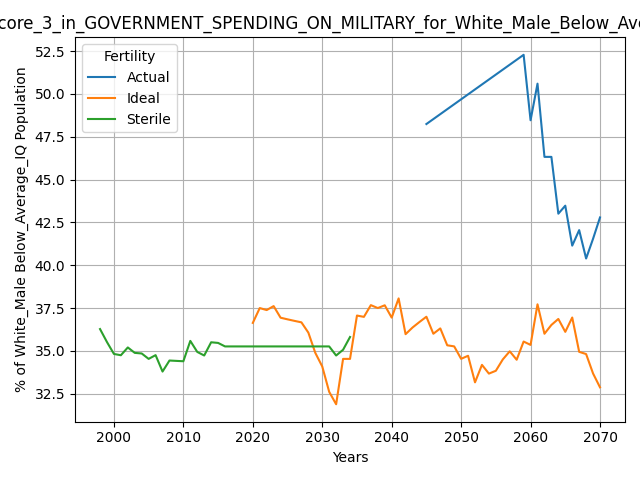 core_3_in_GOVERNMENT_SPENDING_ON_MILITARY_for_White_Male_Below_Ave
% of White_Male Below_Average_IQ Population
52.5
50.0
47.5
45.0
42.5
40.0
37.5
35.0
32.5
Fertility
Actual
Ideal
Sterile
2000
2010
2020
2030
2040
2050
2060
2070
Years